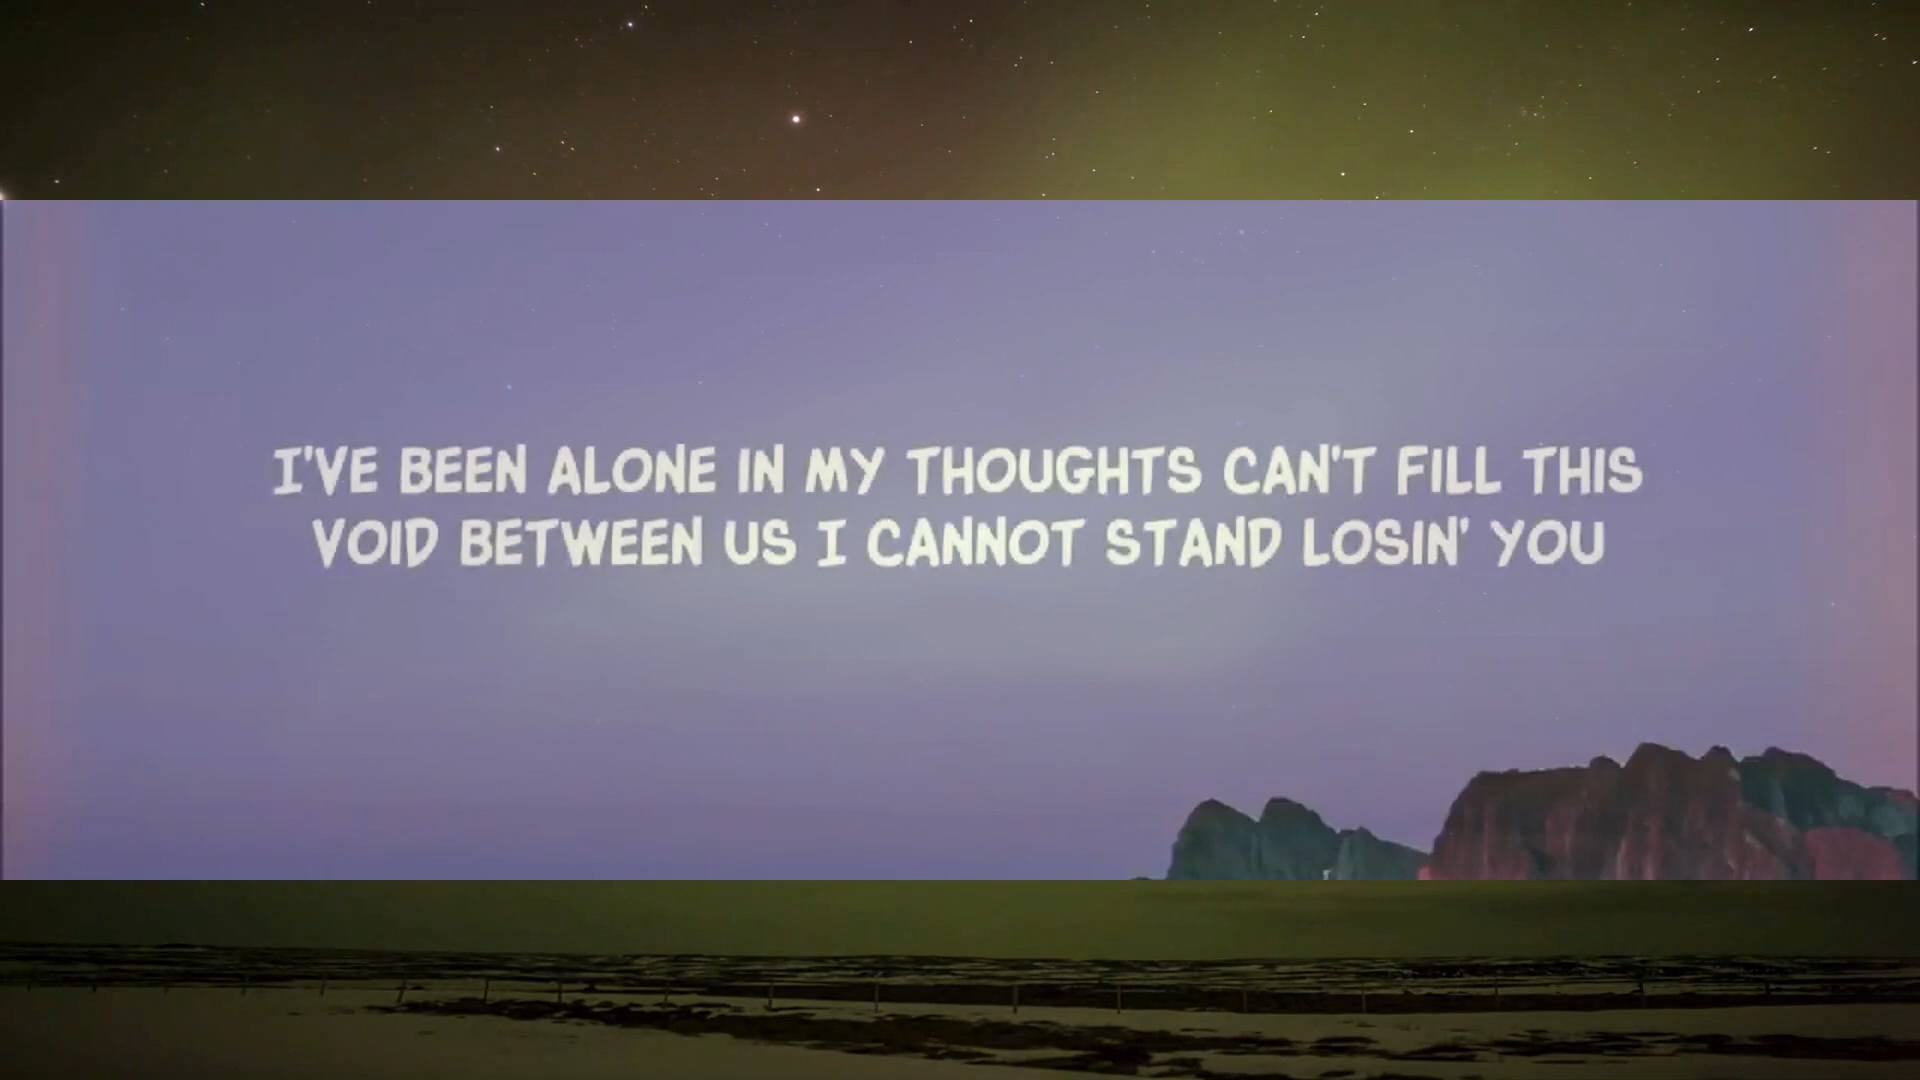 I'VE BEEN ALONE IN MY THOUGHTS CAN'T FILL THIS
VOID BETWEEN US I CANNOT STAND LOSIN' YOU